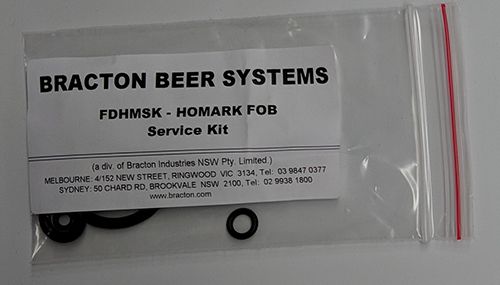 BRACTON BEER SYSTEMS
FDHMSK - HOMARK FOB
Service Kit
(a div. of Bracton Industries NSW Pty. Limited.)
MELBOURNE: 4/152 NEW STREET, RINGWOOD VIC 3134, Tel: 03 9847 0377
SYDNEY: 50 CHARD RD, BROOKVALE NSW 2100, Tel: 02 9938 1800
www.bracton.com